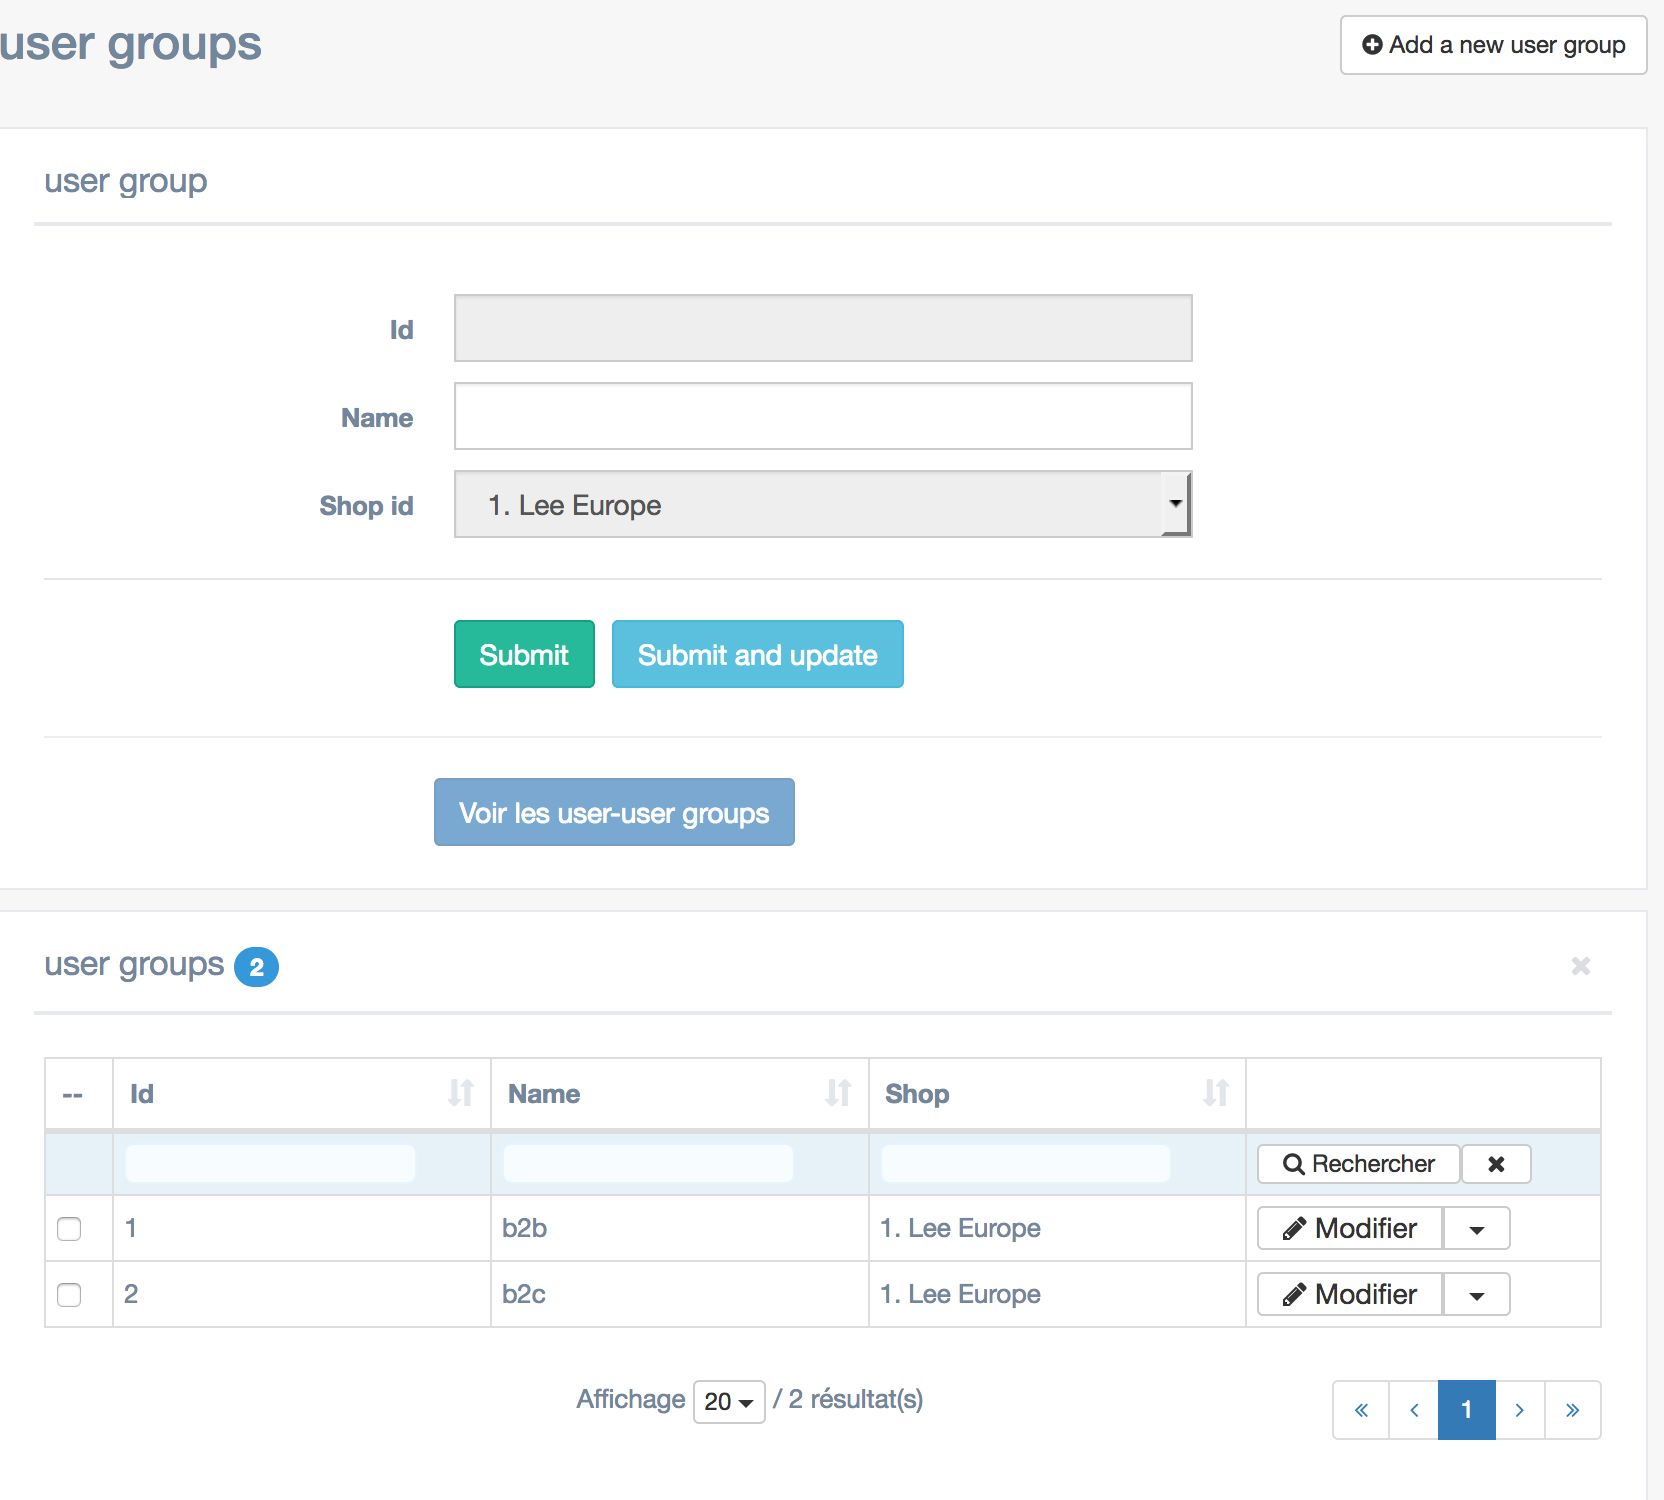 user groups
Add a new user group
user group
Id
Name
Shop id 1. Lee Europe
Submit Submit and update
Voir les user-user groups
user groups 2
-- Id Name Shop
Rechercher
1 b2b 1. Lee Europe Modifier
2 b2c 1. Lee Europe Modifier
Affichage 20 / 2 résultat(s)
« ‹ 1 › »